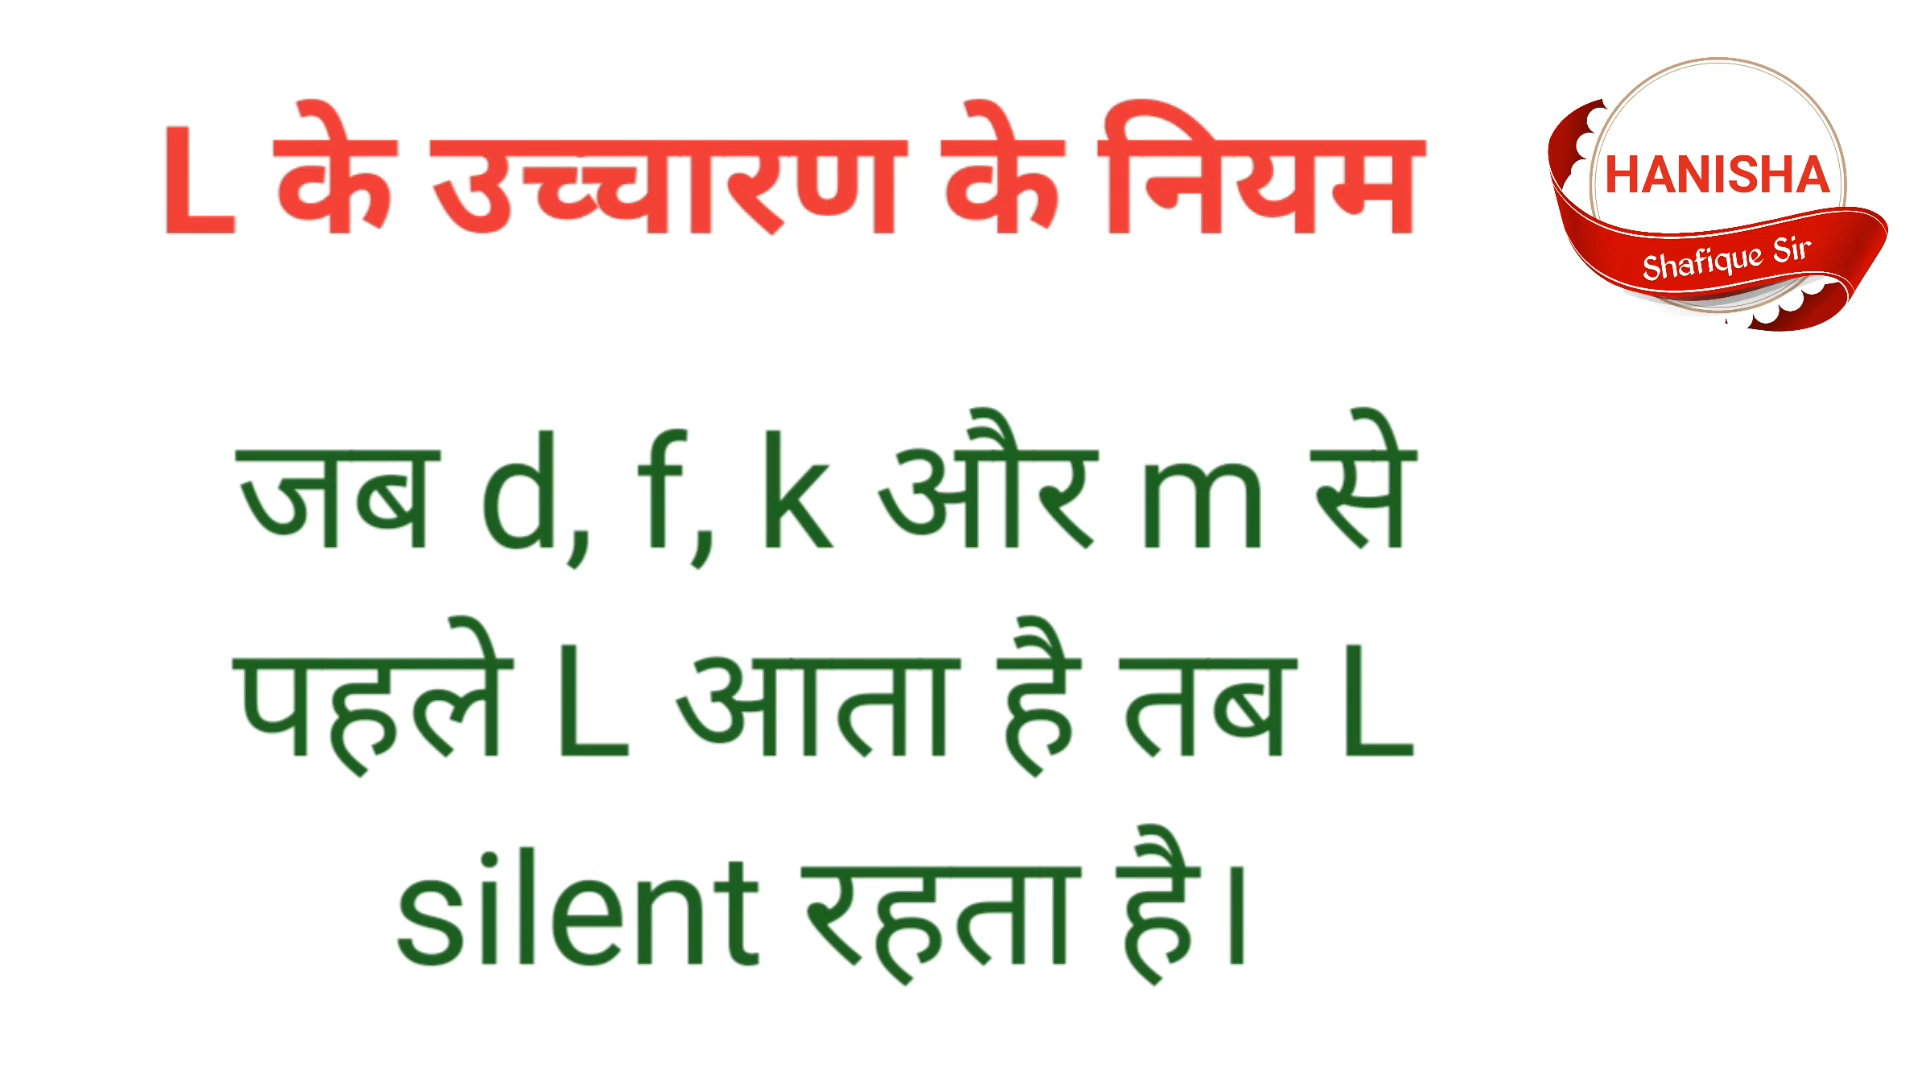 L के उच्चारण के नियम
HANISHA
Shafique Sir
जब d, f, k और m से
पहले L आता है तब L
silent रहता है।